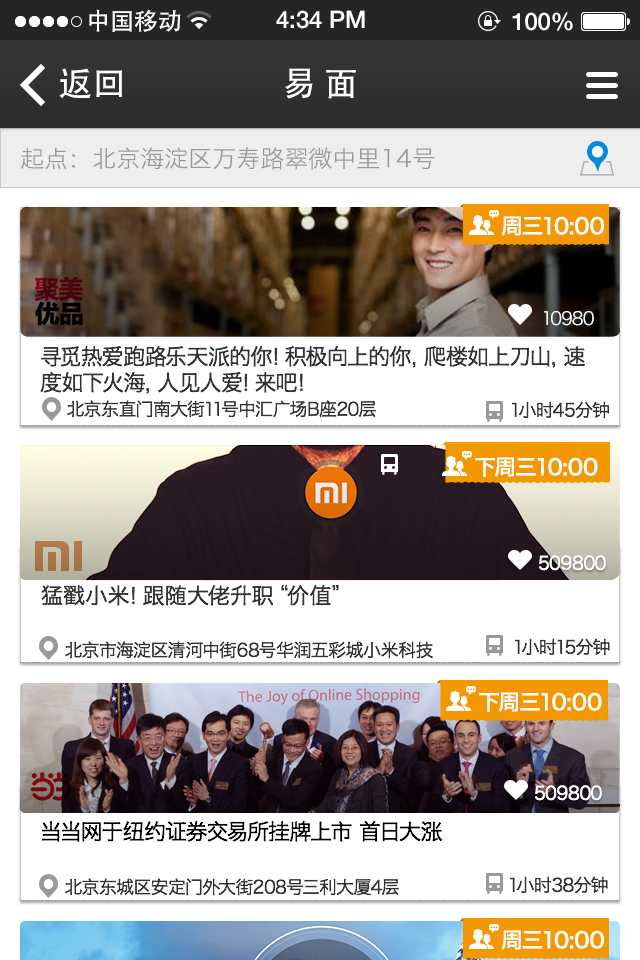 中国移动 4:34 PM 100%
返回 易 面
起点：北京海淀区万寿路翠微中里14号
周三10:00
聚美
优品
10980
寻觅热爱跑路乐天派的你! 积极向上的你, 爬楼如上刀山, 速
度如下火海, 人见人爱! 来吧!
北京东直门南大街11号中汇广场B座20层 1小时45分钟
下周三10:00
MI
MI
509800
猛戳小米! 跟随大佬升职 “价值”
北京市海淀区清河中街68号华润五彩城小米科技 1小时15分钟
下周三10:00
The Joy of Online Shopping
当
509800
当当网于纽约证券交易所挂牌上市 首日大涨
北京东城区安定门外大街208号三利大厦4层 1小时38分钟
周三10:00